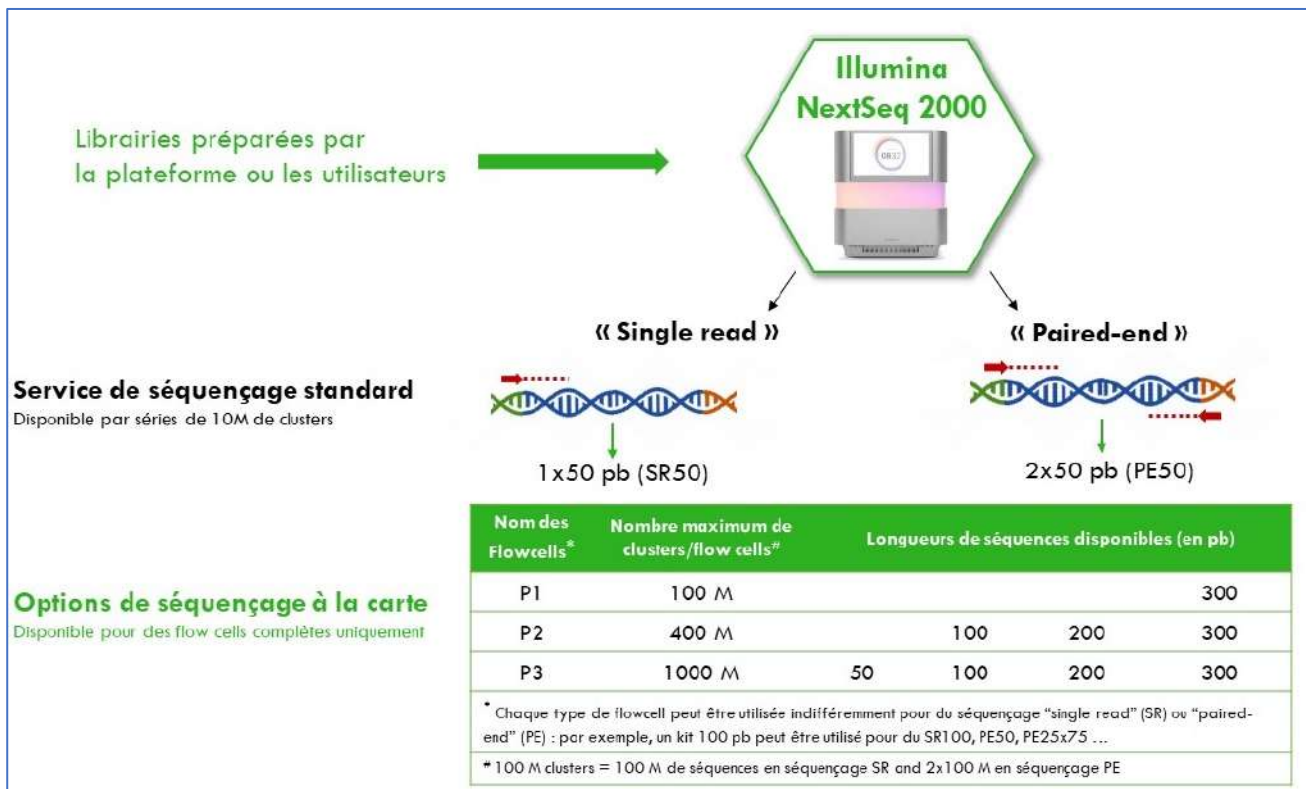 Illumina
NextSeq 2000
Librairies préparées par
la plateforme ou les utilisateurs
« Single read »
« Paired-end »
Service de séquençage standard
Disponible par séries de 10M de clusters
1x50 pb (SR50)
2x50 pb (PE50)
Nom des
Flowcells*
Nombre maximum de
clusters/flow cells#
Longueurs de séquences disponibles (en pb)
P1 100 M 300
Options de séquençage à la carte
Disponible pour des flow cells complètes uniquement
P2 400 M 100 200 300
P3 1000 M 50 100 200 300
* Chaque type de flowcell peut être utilisée indifféremment pour du séquençage “single read” (SR) ou “paired-
end” (PE) : par exemple, un kit 100 pb peut être utilisé pour du SR100, PE50, PE25x75 ...
# 100 M clusters = 100 M de séquences en séquençage SR and 2x100 M en séquençage PE